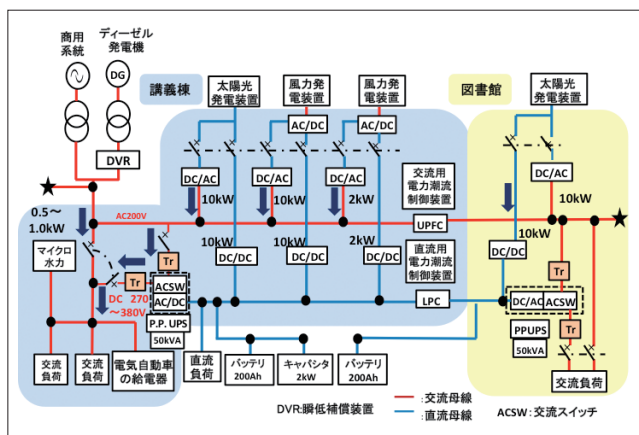 商用
系統
ディーゼル
発電機
DG
DVR
講義棟
太陽光
発電装置
風力発
電装置
風力発
電装置
図書館
太陽光
発電装置
AC/DC
AC/DC
DC/AC
DC/AC
DC/AC
DC/AC
10kW
10kW
2kW
10kW
交流用
電力潮流
制御装置
0.5~
1.0kW
AC200V
UPFC
マイクロ
水力
10kW
10kW
2kW
10kW
DC/DC
DC/DC
DC/DC
DC/DC
直流用
電力潮流
制御装置
Tr
Tr
Tr
DC 270
~380V
ACSW
AC/DC
LPC
DC/AC
ACSW
P.P. UPS
50kVA
PPUPS
50kVA
Tr
交流
負荷
交流
負荷
電気自動車
の給電器
直流
負荷
バッテリ
200Ah
キャパシタ
2kW
バッテリ
200Ah
交流負荷
:交流母線
:直流母線
DVR:瞬低補償装置
ACSW:交流スイッチ